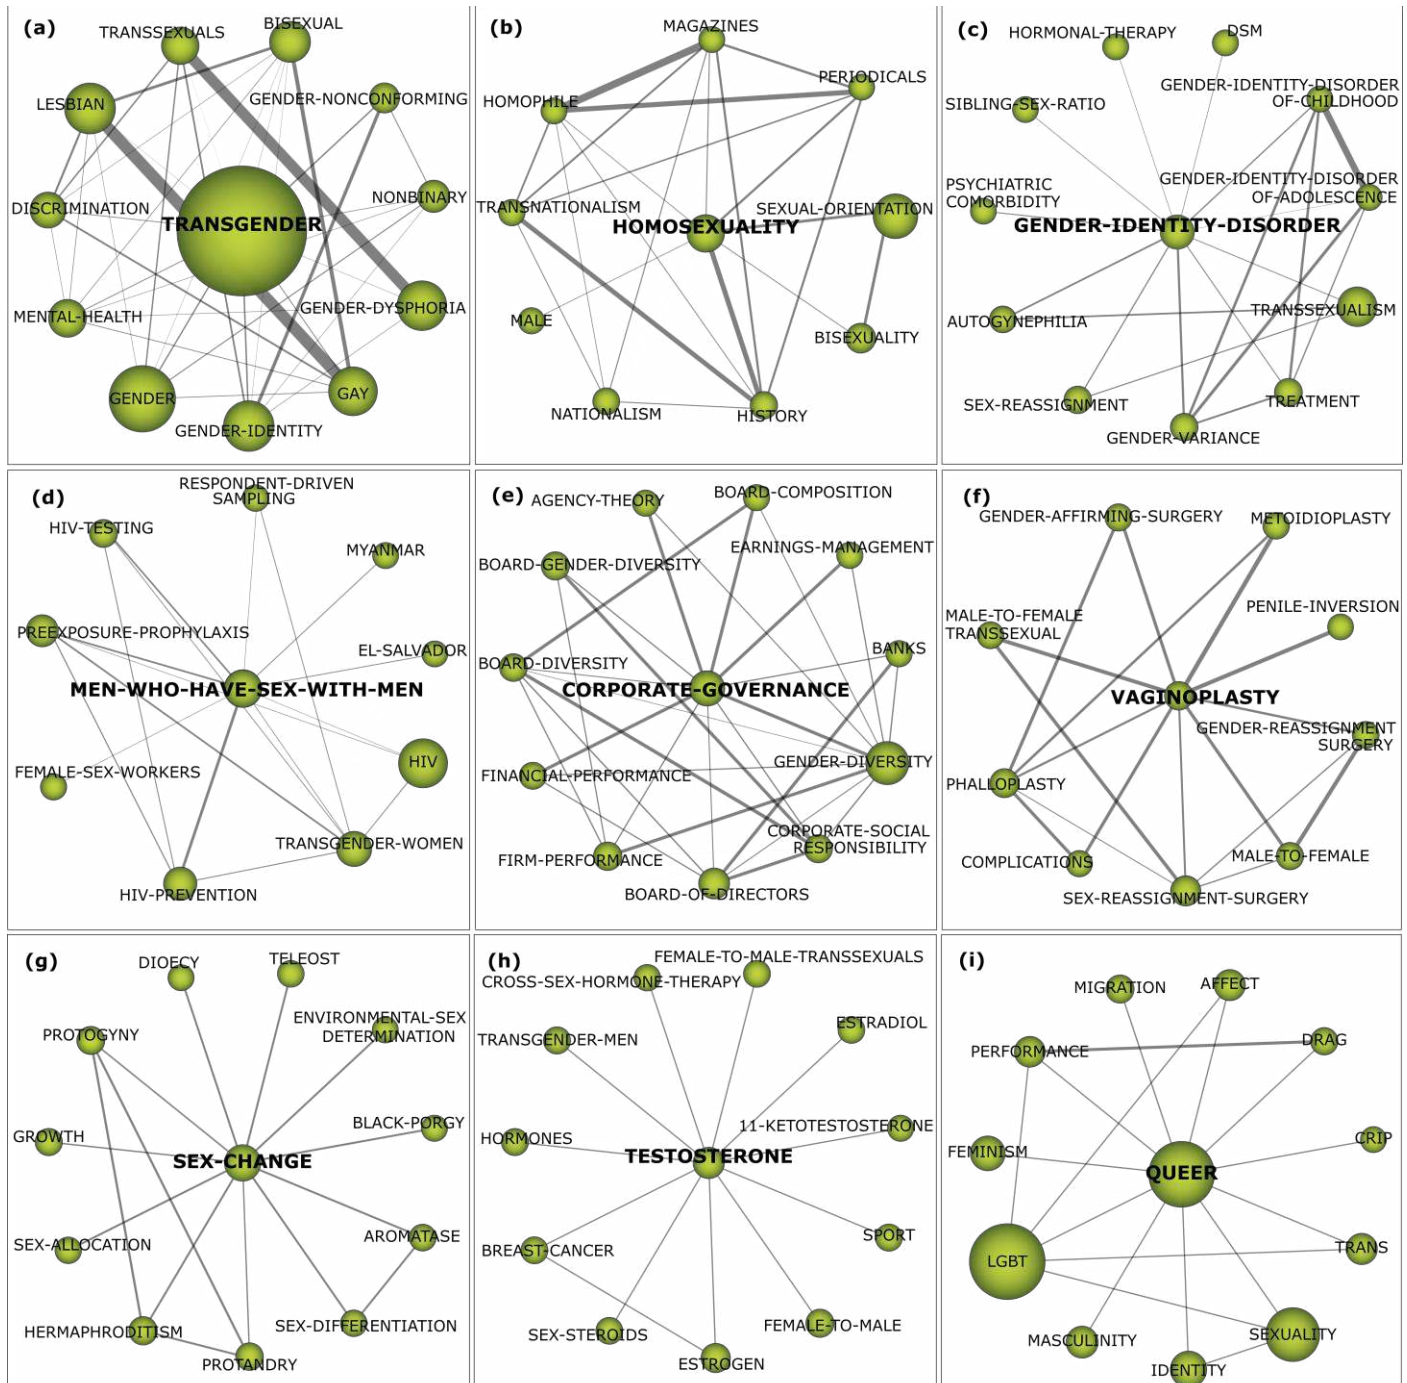 (a)
BISEXUAL
TRANSSEXUALS
GENDER-NONCONFORMING
LESBIAN
NONBINARY
DISCRIMINATION
TRANSGENDER
GENDER-DYSPHORIA
MENTAL-HEALTH
GAY
GENDER
GENDER-IDENTITY
(b)
MAGAZINES
PERIODICALS
HOMOPHILE
TRANSNATIONALISM
SEXUAL-ORIENTATION
HOMOSEXUALITY
MALE
BISEXUALITY
NATIONALISM
HISTORY
(c)
HORMONAL-THERAPY
DSM
GENDER-IDENTITY-DISORDER
OF-CHILDHOOD
SIBLING-SEX-RATIO
GENDER-IDENTITY-DISORDER
OF-ADOLESCENCE
PSYCHIATRIC
COMORBIDITY
GENDER-IDENTITY-DISORDER
TRANSSEXUALISM
AUTOGYNEPHILIA
SEX-REASSIGNMENT
TREATMENT
GENDER-VARIANCE
(d)
RESPONDENT-DRIVEN
SAMPLING
HIV-TESTING
MYANMAR
PREEXPOSURE-PROPHYLAXIS
EL-SALVADOR
MEN-WHO-HAVE-SEX-WITH-MEN
HIV
FEMALE-SEX-WORKERS
TRANSGENDER-WOMEN
HIV-PREVENTION
(e)
BOARD-COMPOSITION
AGENCY-THEORY
EARNINGS-MANAGEMENT
BOARD-GENDER-DIVERSITY
BANKS
BOARD-DIVERSITY
CORPORATE-GOVERNANCE
GENDER-DIVERSITY
FINANCIAL-PERFORMANCE
CORPORATE-SOCIAL
RESPONSIBILITY
FIRM-PERFORMANCE
BOARD-OF-DIRECTORS
(f)
GENDER-AFFIRMING-SURGERY
METOIDIOPLASTY
PENILE-INVERSION
MALE-TO-FEMALE
TRANSSEXUAL
VAGINOPLASTY
GENDER-REASSIGNMENT
SURGERY
PHALLOPLASTY
MALE-TO-FEMALE
COMPLICATIONS
SEX-REASSIGNMENT-SURGERY
(g)
DIOECY
TELEOST
ENVIRONMENTAL-SEX
DETERMINATION
PROTOGYNY
BLACK-PORGY
GROWTH
SEX-CHANGE
AROMATASE
SEX-ALLOCATION
SEX-DIFFERENTIATION
HERMAPHRODITISM
PROTANDRY
(h)
FEMALE-TO-MALE-TRANSSEXUALS
CROSS-SEX-HORMONE-THERAPY
ESTRADIOL
TRANSGENDER-MEN
11-KETOTESTOSTERONE
HORMONES
TESTOSTERONE
SPORT
BREAST-CANCER
FEMALE-TO-MALE
SEX-STEROIDS
ESTROGEN
(i)
AFFECT
MIGRATION
DRAG
PERFORMANCE
CRIP
FEMINISM
QUEER
TRANS
LGBT
SEXUALITY
MASCULINITY
IDENTITY